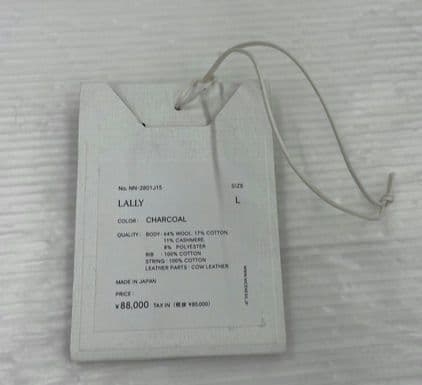 No. NN-2801J15 SIZE
LALLY L
COLOR: CHARCOAL
QUALITY: BODY: 64% WOOL, 17% COTTON,
11% CASHMERE,
8% POLYESTER
RIB : 100% COTTON
STRING: 100% COTTON
LEATHER PARTS: COW LEATHER
MADE IN JAPAN
PRICE:
¥88,000 TAX IN (税抜 ¥80,000)